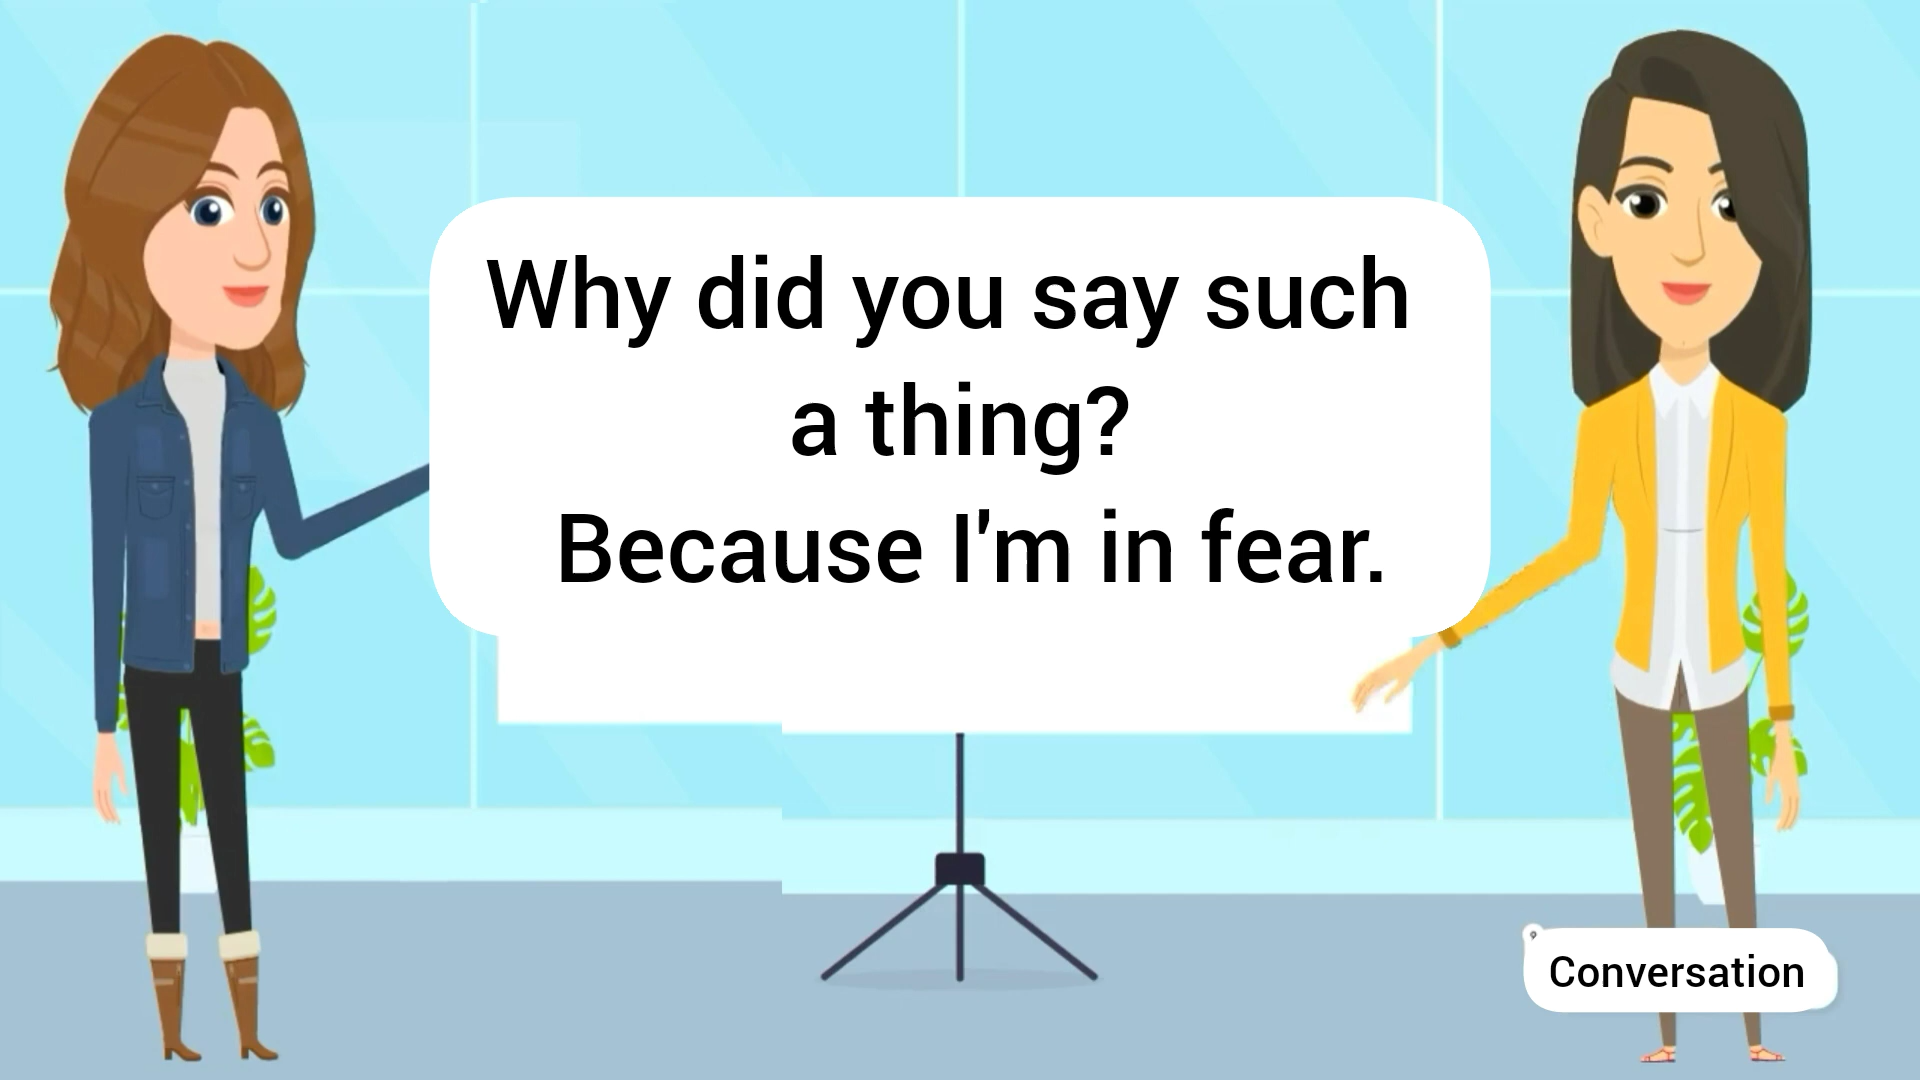 Why did you say such
a thing?
Because I'm in fear.
Conversation